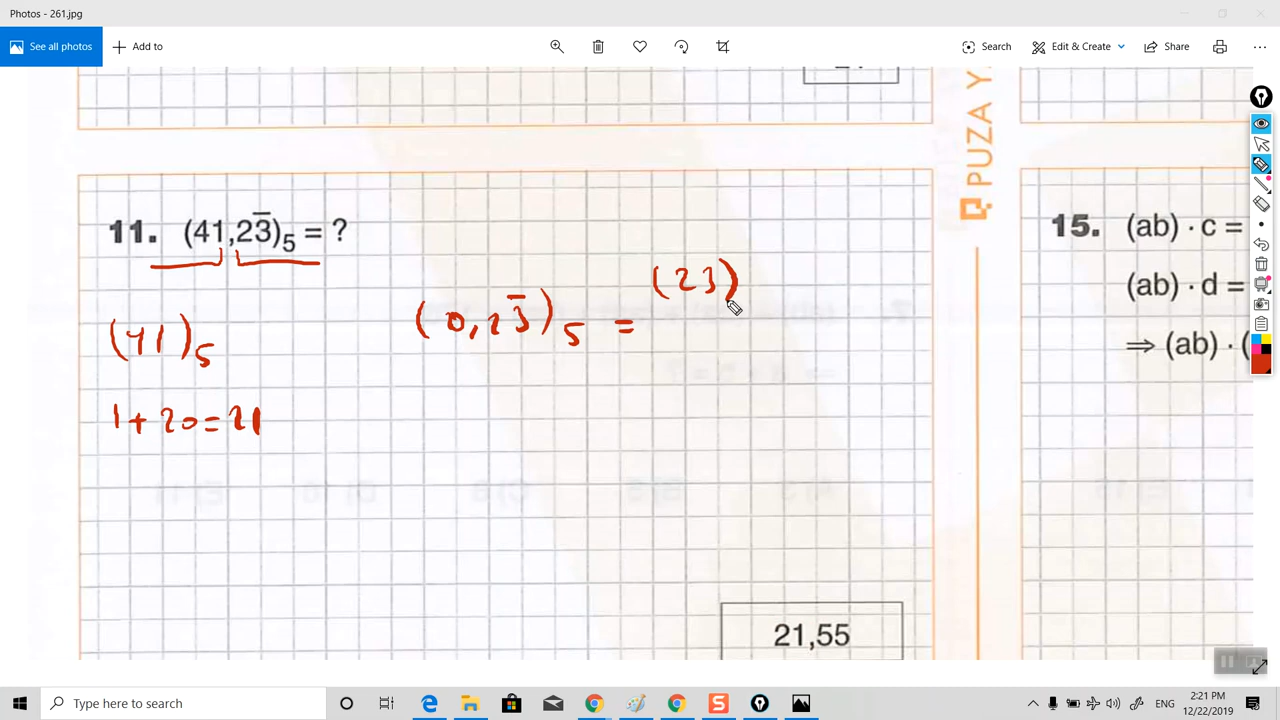 Photos - 261.jpg
See all photos
Add to
Search
Edit & Create
Share
PUZA Y
11. (41,23̅)₅ = ?
(41)₅
1+20=21
(0,23̅)₅ =
(23)
21,55
15. (ab) · c =
(ab) · d =
⇒ (ab) · (
Type here to search
2:21 PM
12/22/2019